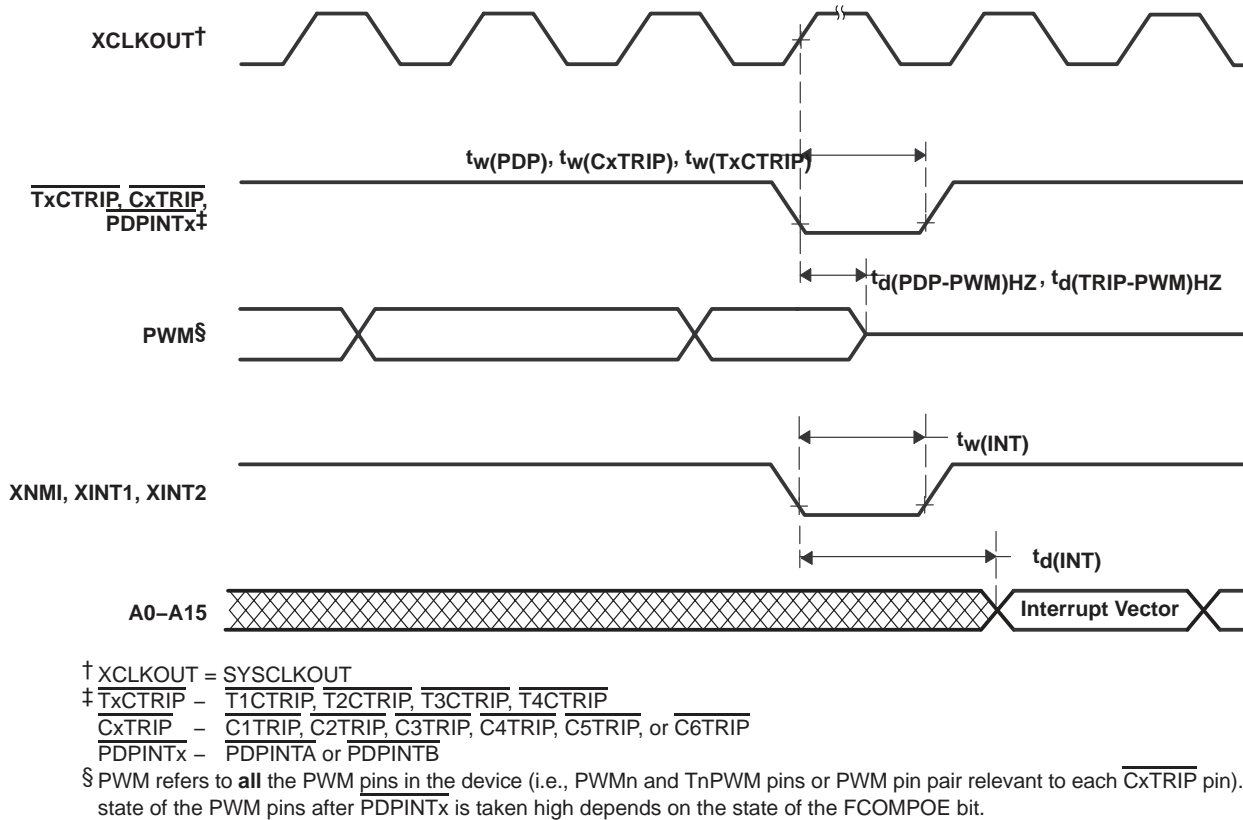 XCLKOUT†
tw(PDP), tw(CxTRIP), tw(TxCTRIP)
TxCTRIP, CxTRIP,
PDPINTx‡
td(PDP-PWM)HZ, td(TRIP-PWM)HZ
PWM§
tw(INT)
XNMI, XINT1, XINT2
td(INT)
A0–A15
Interrupt Vector
† XCLKOUT = SYSCLKOUT
‡ TxCTRIP – T1CTRIP, T2CTRIP, T3CTRIP, T4CTRIP
CxTRIP – C1TRIP, C2TRIP, C3TRIP, C4TRIP, C5TRIP, or C6TRIP
PDPINTx – PDPINTA or PDPINTB
§ PWM refers to all the PWM pins in the device (i.e., PWMn and TnPWM pins or PWM pin pair relevant to each CxTRIP pin).
state of the PWM pins after PDPINTx is taken high depends on the state of the FCOMPOE bit.